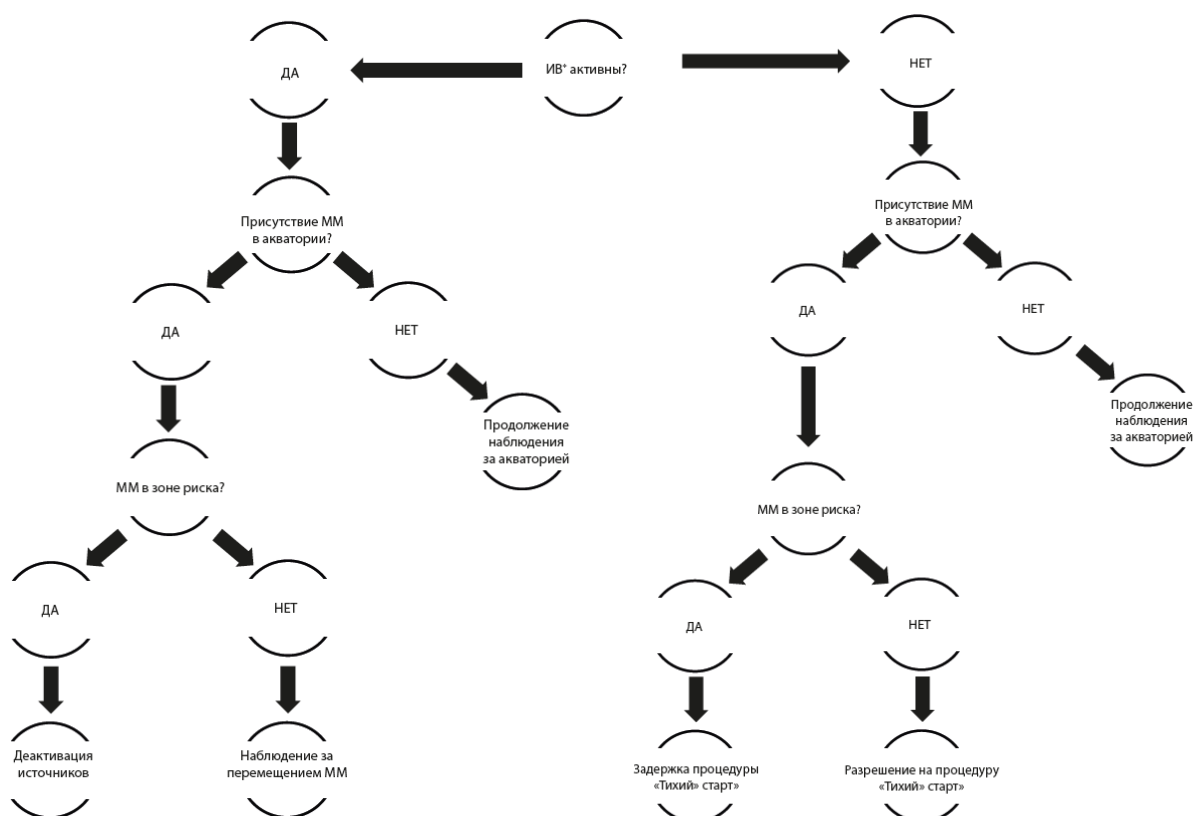 ДА
ИВ* активны?
НЕТ
Присутствие ММ
в акватории?
Присутствие ММ
в акватории?
ДА
НЕТ
ДА
НЕТ
Продолжение
наблюдения
за акваторией
Продолжение
наблюдения
за акваторией
ММ в зоне риска?
ММ в зоне риска?
ДА
НЕТ
ДА
НЕТ
Деактивация
источников
Наблюдение за
перемещением ММ
Задержка процедуры
«Тихий» старт»
Разрешение на процедуру
«Тихий» старт»